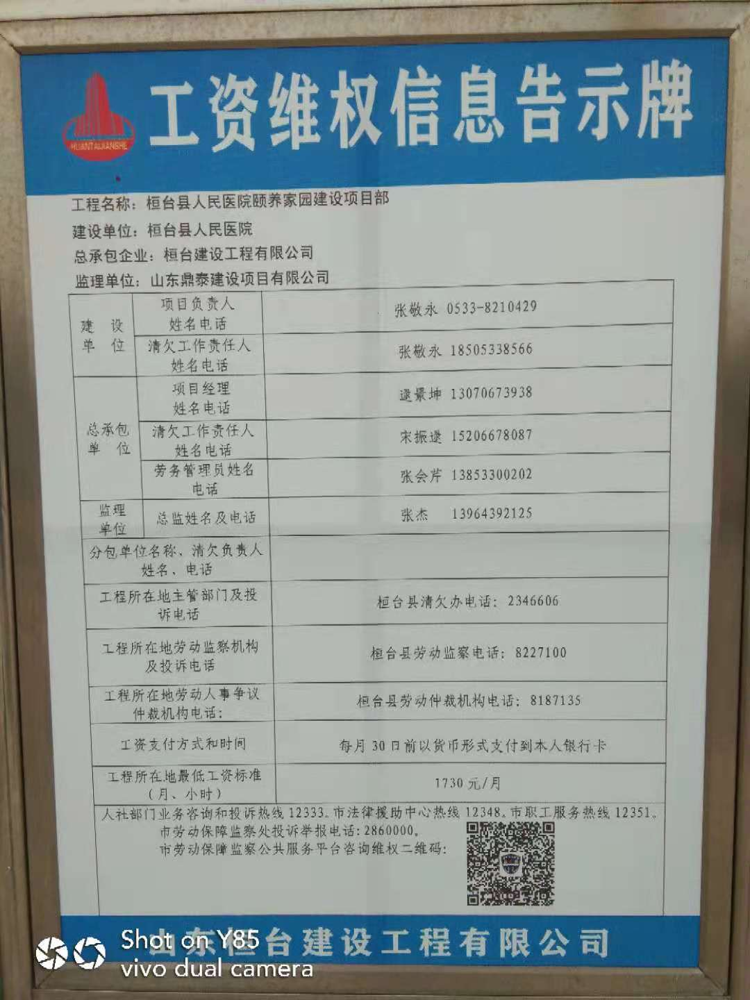 工资维权信息告示牌
HUANTAIJIANSHE
工程名称：桓台县人民医院颐养家园建设项目部
建设单位：桓台县人民医院
总承包企业：桓台建设工程有限公司
监理单位：山东鼎泰建设项目有限公司
建 设
单 位
项目负责人
姓名电话
张敬永 0533-8210429
清欠工作责任人
姓名电话
张敬永 18505338566
总承包
单 位
项目经理
姓名电话
逯景坤 13070673938
清欠工作责任人
姓名电话
宋振逯 15206678087
劳务管理员姓名
电话
张会芹 13853300202
监理
单位
总监姓名及电话
张杰 13964392125
分包单位名称、清欠负责人
姓名、电话
工程所在地主管部门及投
诉电话
桓台县清欠办电话：2346606
工程所在地劳动监察机构
及投诉电话
桓台县劳动监察电话：8227100
工程所在地劳动人事争议
仲裁机构电话：
桓台县劳动仲裁机构电话：8187135
工资支付方式和时间
每月 30 日前以货币形式支付到本人银行卡
工程所在地最低工资标准
（月、小时）
1730 元/月
人社部门业务咨询和投诉热线 12333。市法律援助中心热线 12348。市职工服务热线 12351。
市劳动保障监察处投诉举报电话：2860000。
市劳动保障监察公共服务平台咨询维权二维码：
山东桓台建设工程有限公司
Shot on Y85
vivo dual camera